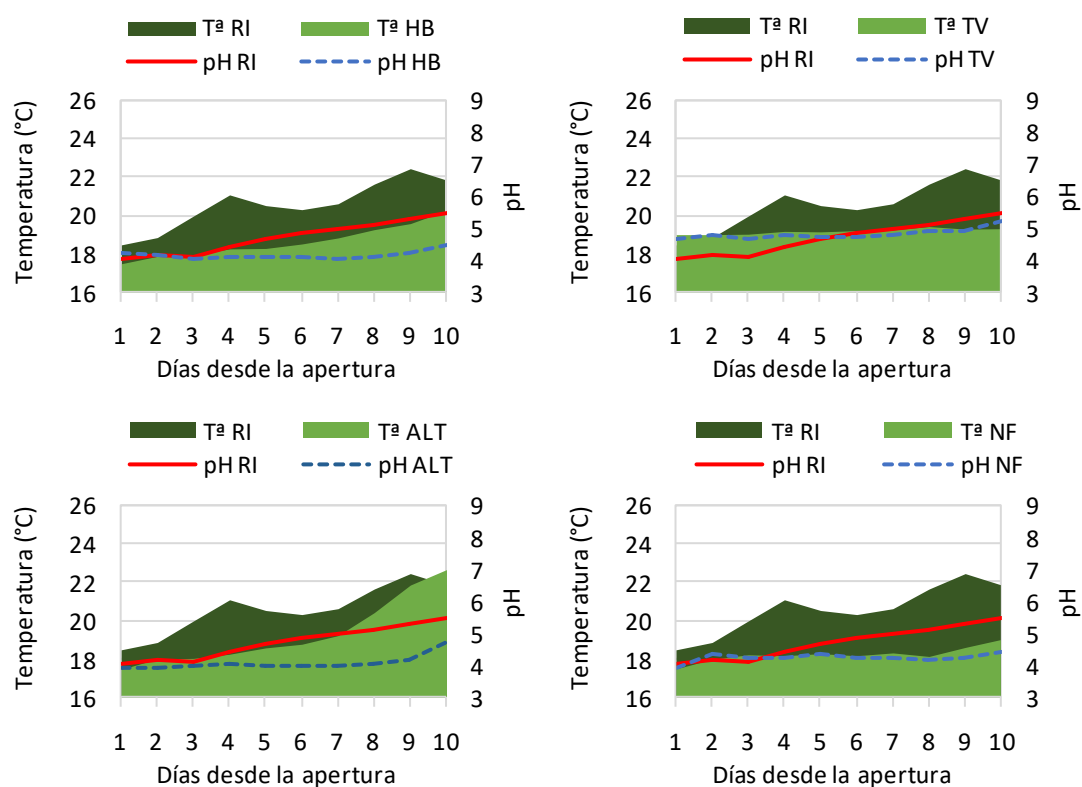 Tª RI Tª HB
pH RI pH HB
26 9
24 8
7
22 6
20 5
18 4
16 3
1 2 3 4 5 6 7 8 9 10
Temperatura (°C)
pH
Días desde la apertura
Tª RI Tª TV
pH RI pH TV
26 9
24 8
7
22 6
20 5
18 4
16 3
1 2 3 4 5 6 7 8 9 10
Temperatura (°C)
pH
Días desde la apertura
Tª RI Tª ALT
pH RI pH ALT
26 9
24 8
7
22 6
20 5
18 4
16 3
1 2 3 4 5 6 7 8 9 10
Temperatura (°C)
pH
Días desde la apertura
Tª RI Tª NF
pH RI pH NF
26 9
24 8
7
22 6
20 5
18 4
16 3
1 2 3 4 5 6 7 8 9 10
Temperatura (°C)
pH
Días desde la apertura